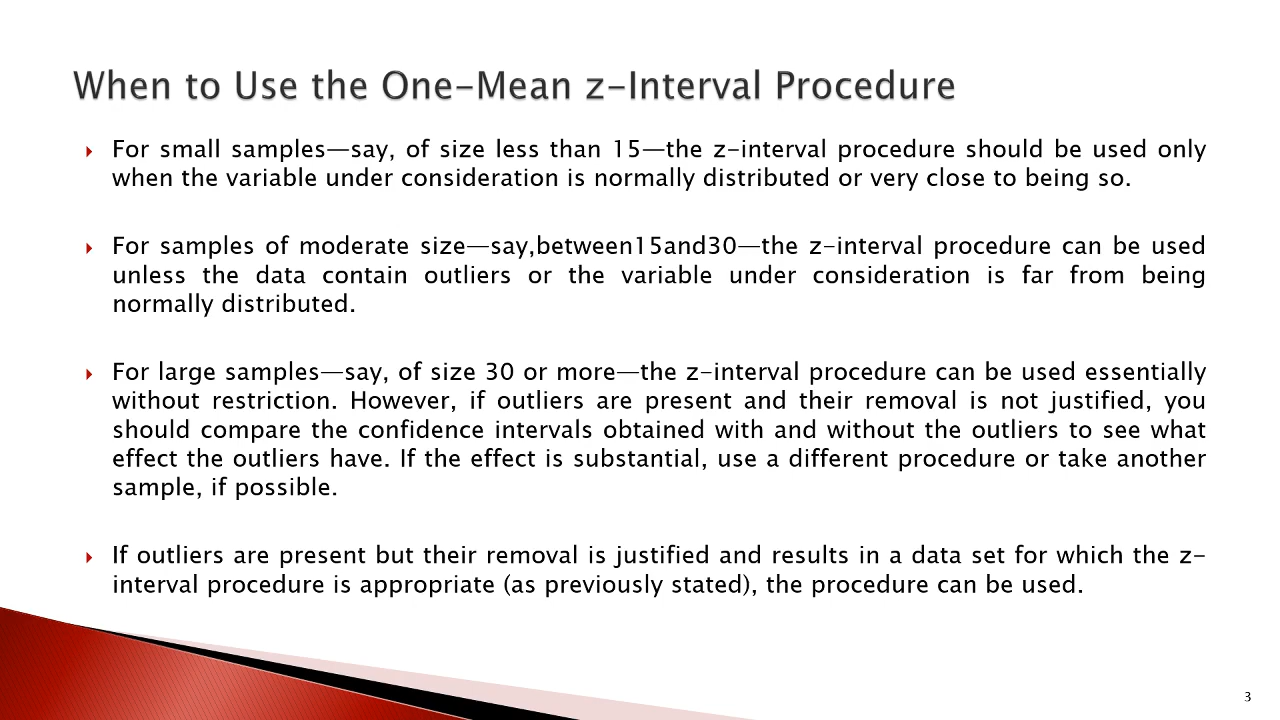 When to Use the One-Mean z-Interval Procedure
For small samples—say, of size less than 15—the z-interval procedure should be used only
when the variable under consideration is normally distributed or very close to being so.
For samples of moderate size—say,between15and30—the z-interval procedure can be used
unless the data contain outliers or the variable under consideration is far from being
normally distributed.
For large samples—say, of size 30 or more—the z-interval procedure can be used essentially
without restriction. However, if outliers are present and their removal is not justified, you
should compare the confidence intervals obtained with and without the outliers to see what
effect the outliers have. If the effect is substantial, use a different procedure or take another
sample, if possible.
If outliers are present but their removal is justified and results in a data set for which the z-
interval procedure is appropriate (as previously stated), the procedure can be used.
3